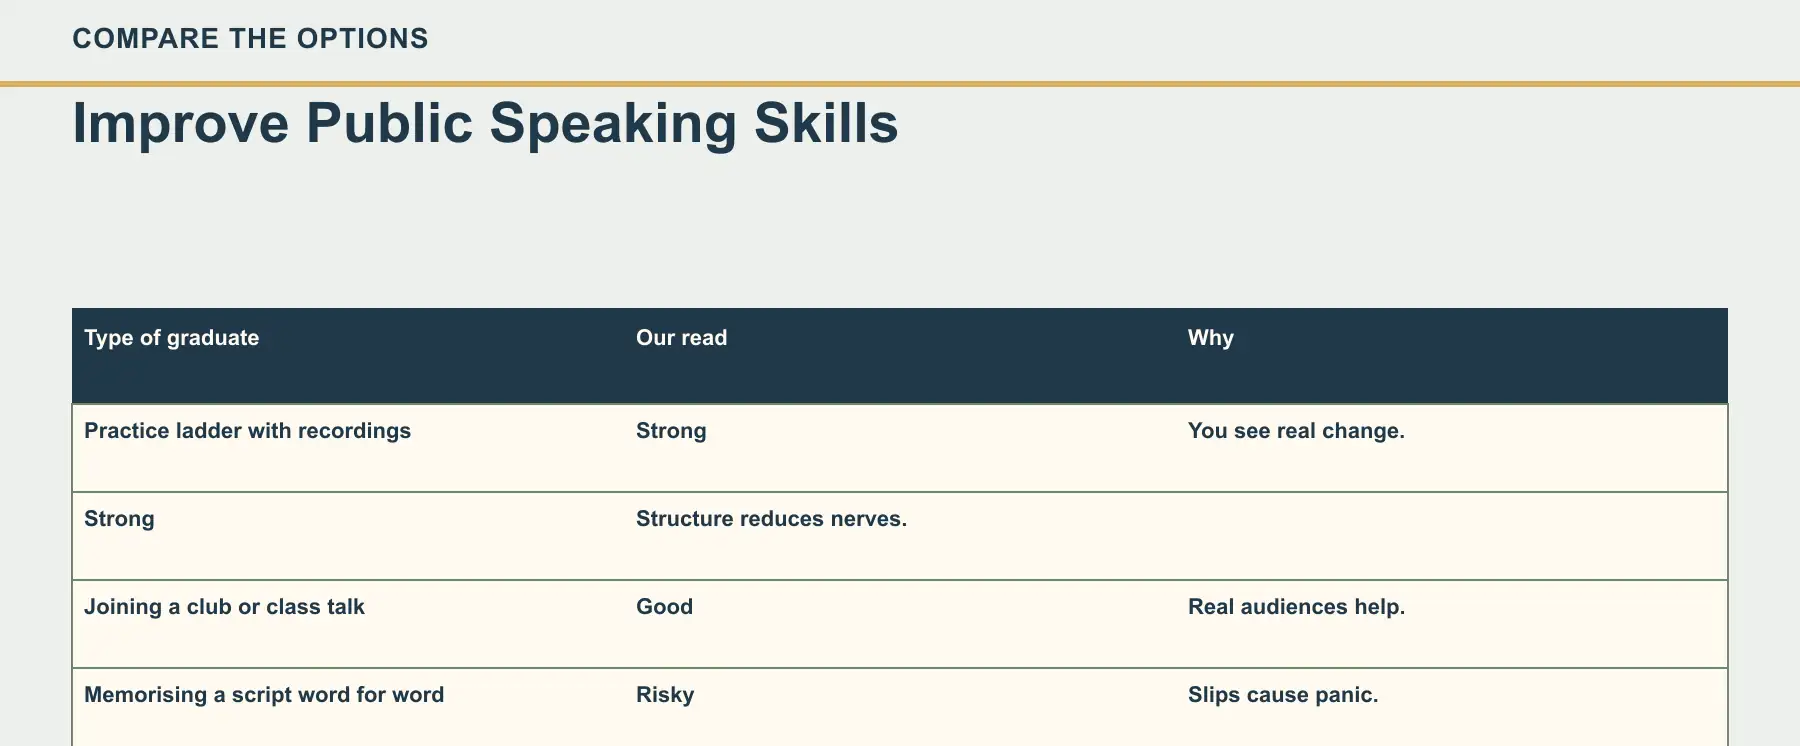 COMPARE THE OPTIONS
Improve Public Speaking Skills
Type of graduate Our read Why
Practice ladder with recordings Strong You see real change.
Strong Structure reduces nerves.
Joining a club or class talk Good Real audiences help.
Memorising a script word for word Risky Slips cause panic.